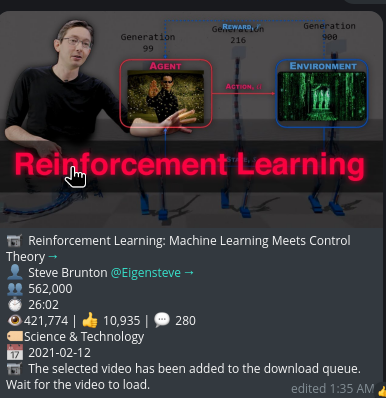 Generation
99
Reward, r
Generation
216
Generation
900
Agent
Environment
Action,
Reinforcement Learning
Reinforcement Learning: Machine Learning Meets Control
Theory →
Steve Brunton @Eigensteve →
562,000
26:02
421,774 | 👍 10,935 | 💬 280
Science & Technology
2021-02-12
The selected video has been added to the download queue.
Wait for the video to load.
edited 1:35 AM